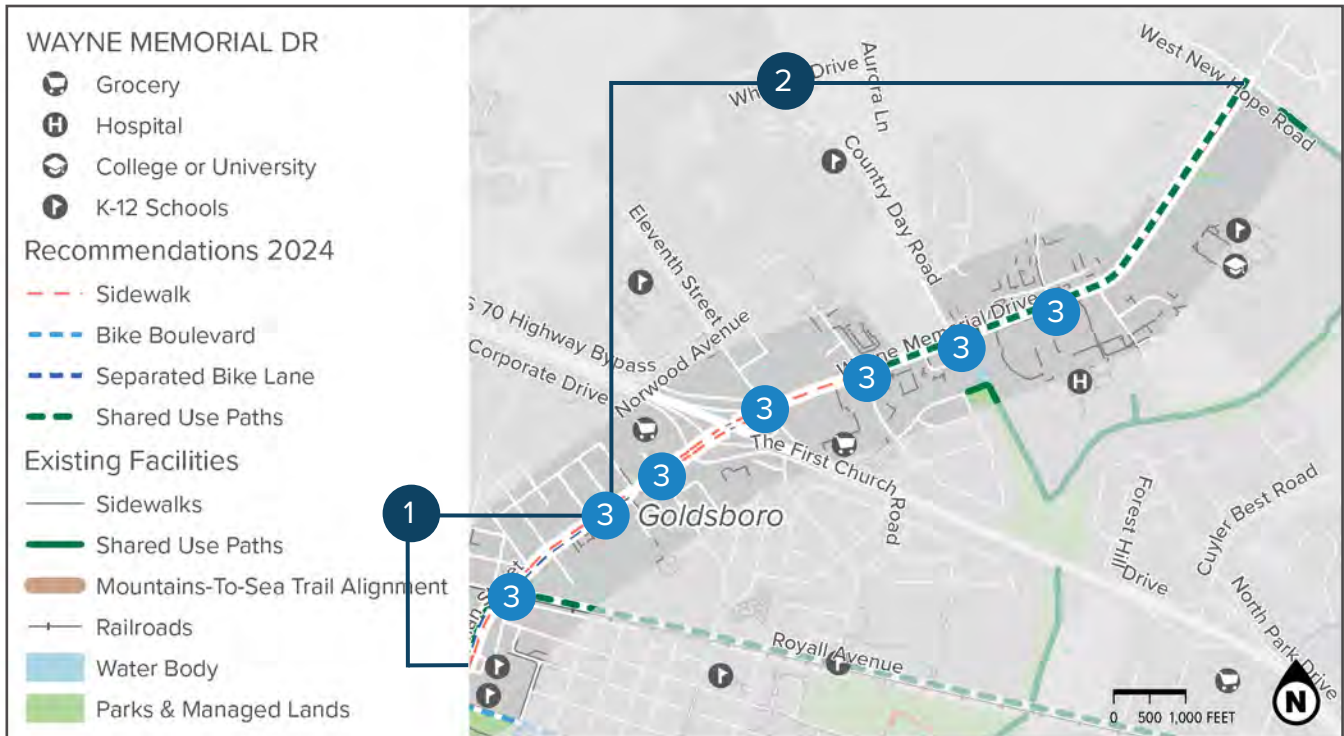 WAYNE MEMORIAL DR
Grocery
H
Hospital
College or University
K-12 Schools
Recommendations 2024
Sidewalk
Bike Boulevard
Separated Bike Lane
Shared Use Paths
Existing Facilities
Sidewalks
Shared Use Paths
Mountains-To-Sea Trail Alignment
Railroads
Water Body
Parks & Managed Lands
1
2
3
3
3
3
3
3
3
Drive
Aurora Ln
West New Hope Road
Country Day Road
Eleventh Street
S 70 Highway Bypass
Corporate Drive
Norwood Avenue
Wayne Memorial Drive
H
The First Church
Road
Goldsboro
Forest Hill
Drive
Cuyler Best Road
North Park Drive
Royall Avenue
0 500 1,000 FEET
N